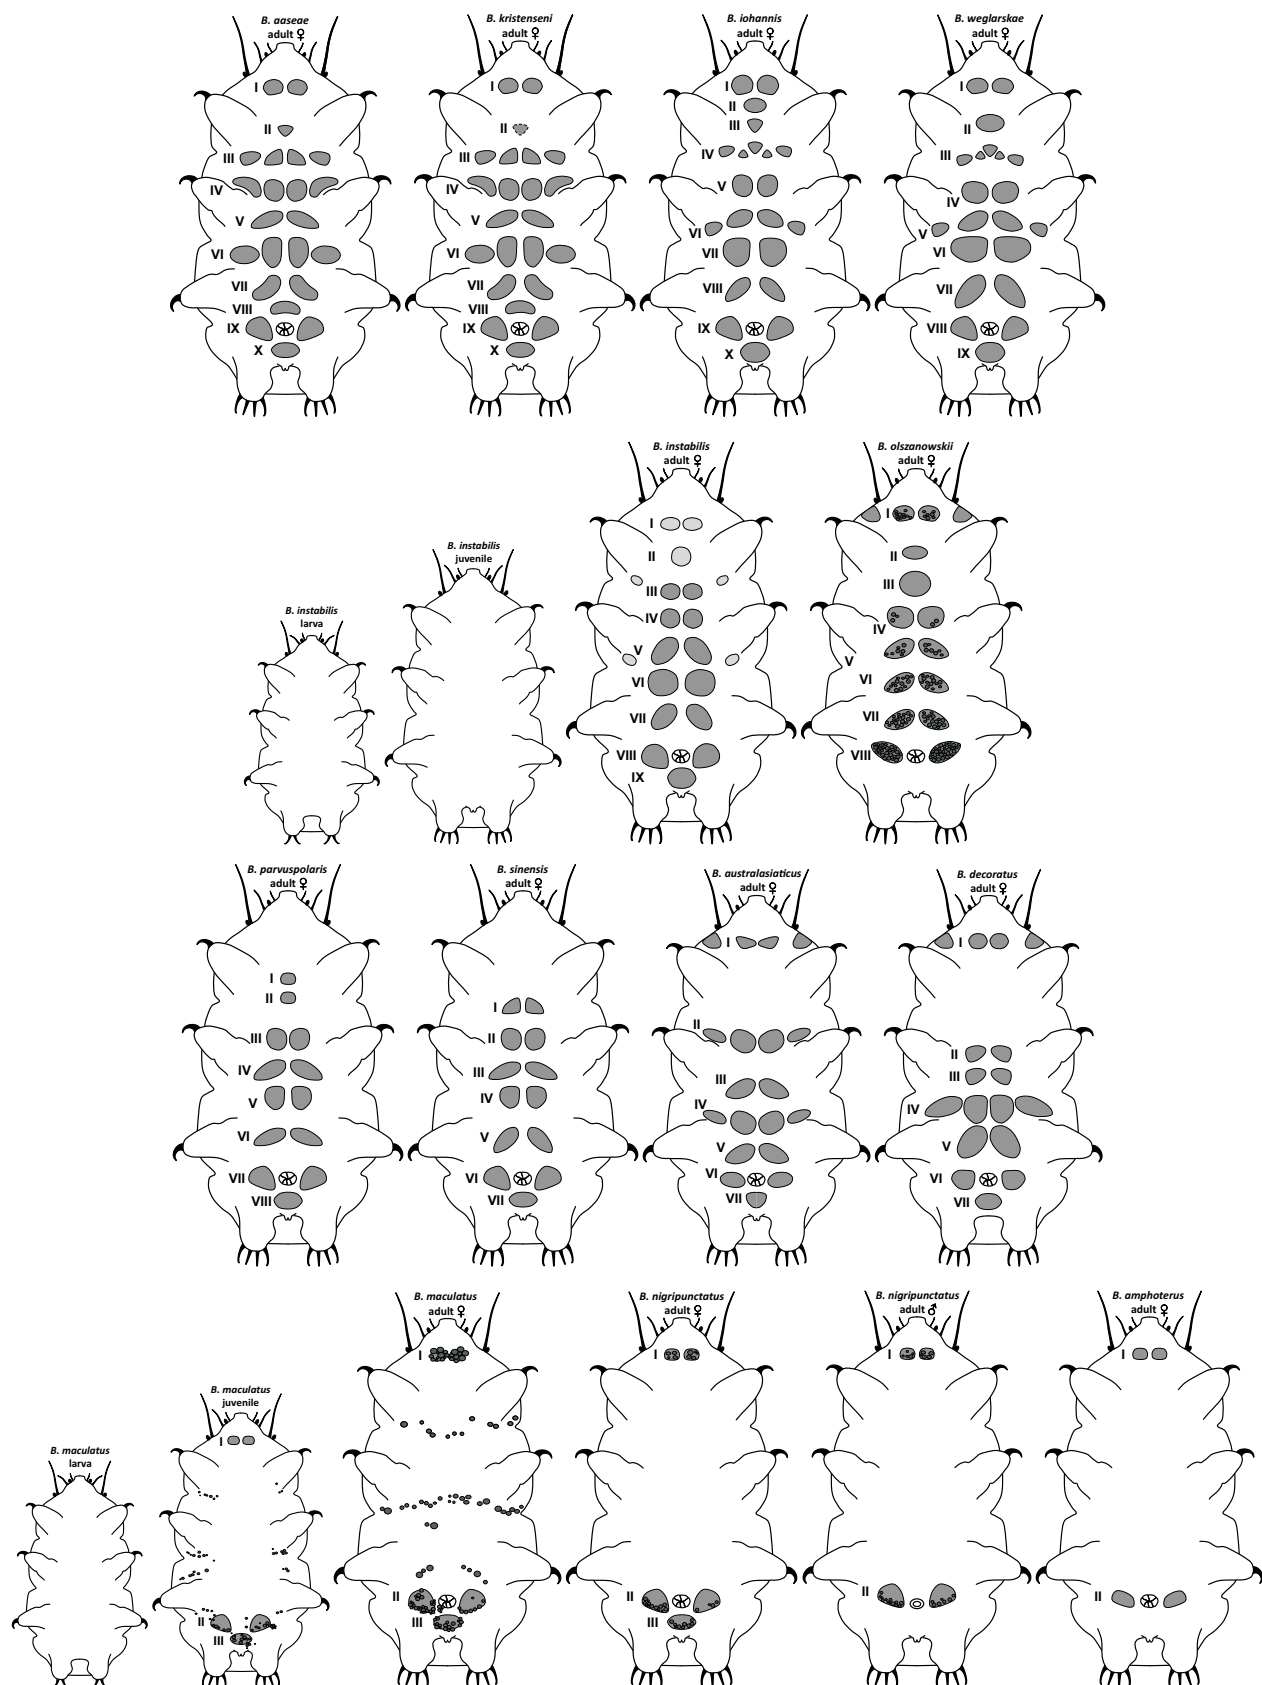 B. aaseae
adult ♀
I
II
III
IV
V
VI
VII
VIII
IX
X
B. kristenseni
adult ♀
I
II
III
IV
V
VI
VII
VIII
IX
X
B. iohannis
adult ♀
I
II
III
IV
V
VI
VII
VIII
IX
X
B. weglarskae
adult ♀
I
II
III
IV
V
VI
VII
VIII
IX
B. instabilis
larva
B. instabilis
juvenile
B. instabilis
adult ♀
I
II
III
IV
V
VI
VII
VIII
IX
B. olszanowskii
adult ♀
I
II
III
IV
V
VI
VII
VIII
B. parvuspolaris
adult ♀
I
II
III
IV
V
VI
VII
VIII
B. sinensis
adult ♀
I
II
III
IV
V
VI
VII
B. australasiaticus
adult ♀
I
II
III
IV
V
VI
VII
B. decoratus
adult ♀
I
II
III
IV
V
VI
VII
B. maculatus
larva
B. maculatus
juvenile
I
II
III
B. maculatus
adult ♀
I
II
III
B. nigripunctatus
adult ♀
I
II
III
B. nigripunctatus
adult ♂
I
II
B. amphoterus
adult ♀
I
II